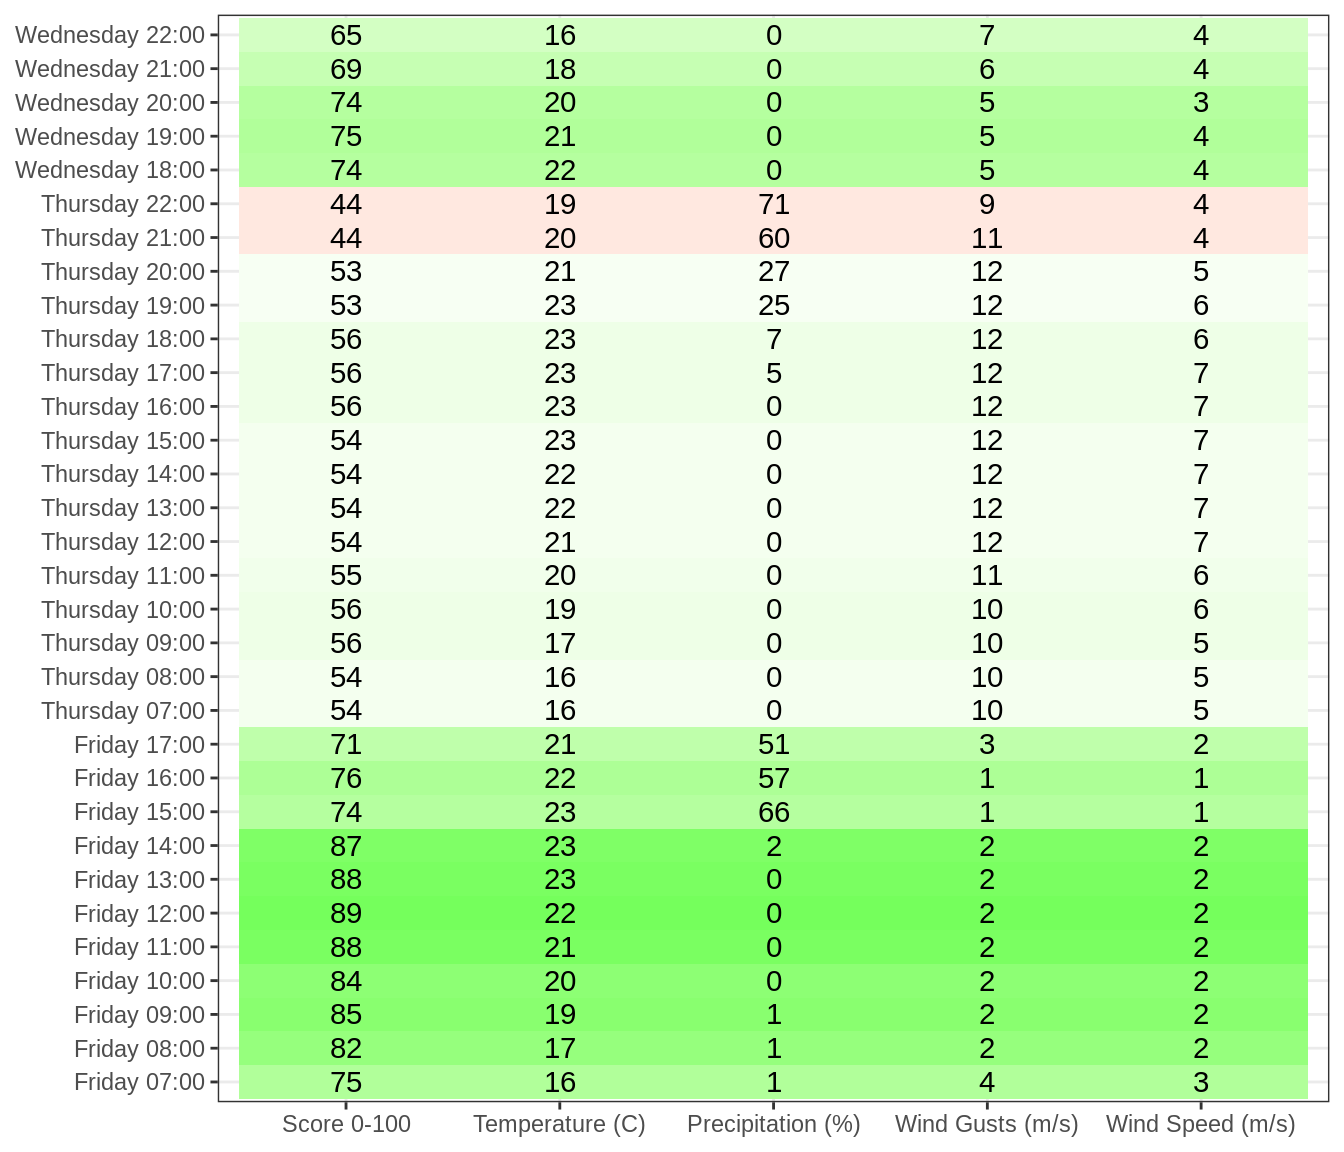 Wednesday 22:00 65 16 0 7 4
Wednesday 21:00 69 18 0 6 4
Wednesday 20:00 74 20 0 5 3
Wednesday 19:00 75 21 0 5 4
Wednesday 18:00 74 22 0 5 4
Thursday 22:00 44 19 71 9 4
Thursday 21:00 44 20 60 11 4
Thursday 20:00 53 21 27 12 5
Thursday 19:00 53 23 25 12 6
Thursday 18:00 56 23 7 12 6
Thursday 17:00 56 23 5 12 7
Thursday 16:00 56 23 0 12 7
Thursday 15:00 54 23 0 12 7
Thursday 14:00 54 22 0 12 7
Thursday 13:00 54 22 0 12 7
Thursday 12:00 54 21 0 12 7
Thursday 11:00 55 20 0 11 6
Thursday 10:00 56 19 0 10 6
Thursday 09:00 56 17 0 10 5
Thursday 08:00 54 16 0 10 5
Thursday 07:00 54 16 0 10 5
Friday 17:00 71 21 51 3 2
Friday 16:00 76 22 57 1 1
Friday 15:00 74 23 66 1 1
Friday 14:00 87 23 2 2 2
Friday 13:00 88 23 0 2 2
Friday 12:00 89 22 0 2 2
Friday 11:00 88 21 0 2 2
Friday 10:00 84 20 0 2 2
Friday 09:00 85 19 1 2 2
Friday 08:00 82 17 1 2 2
Friday 07:00 75 16 1 4 3
Score 0-100 Temperature (C) Precipitation (%) Wind Gusts (m/s) Wind Speed (m/s)